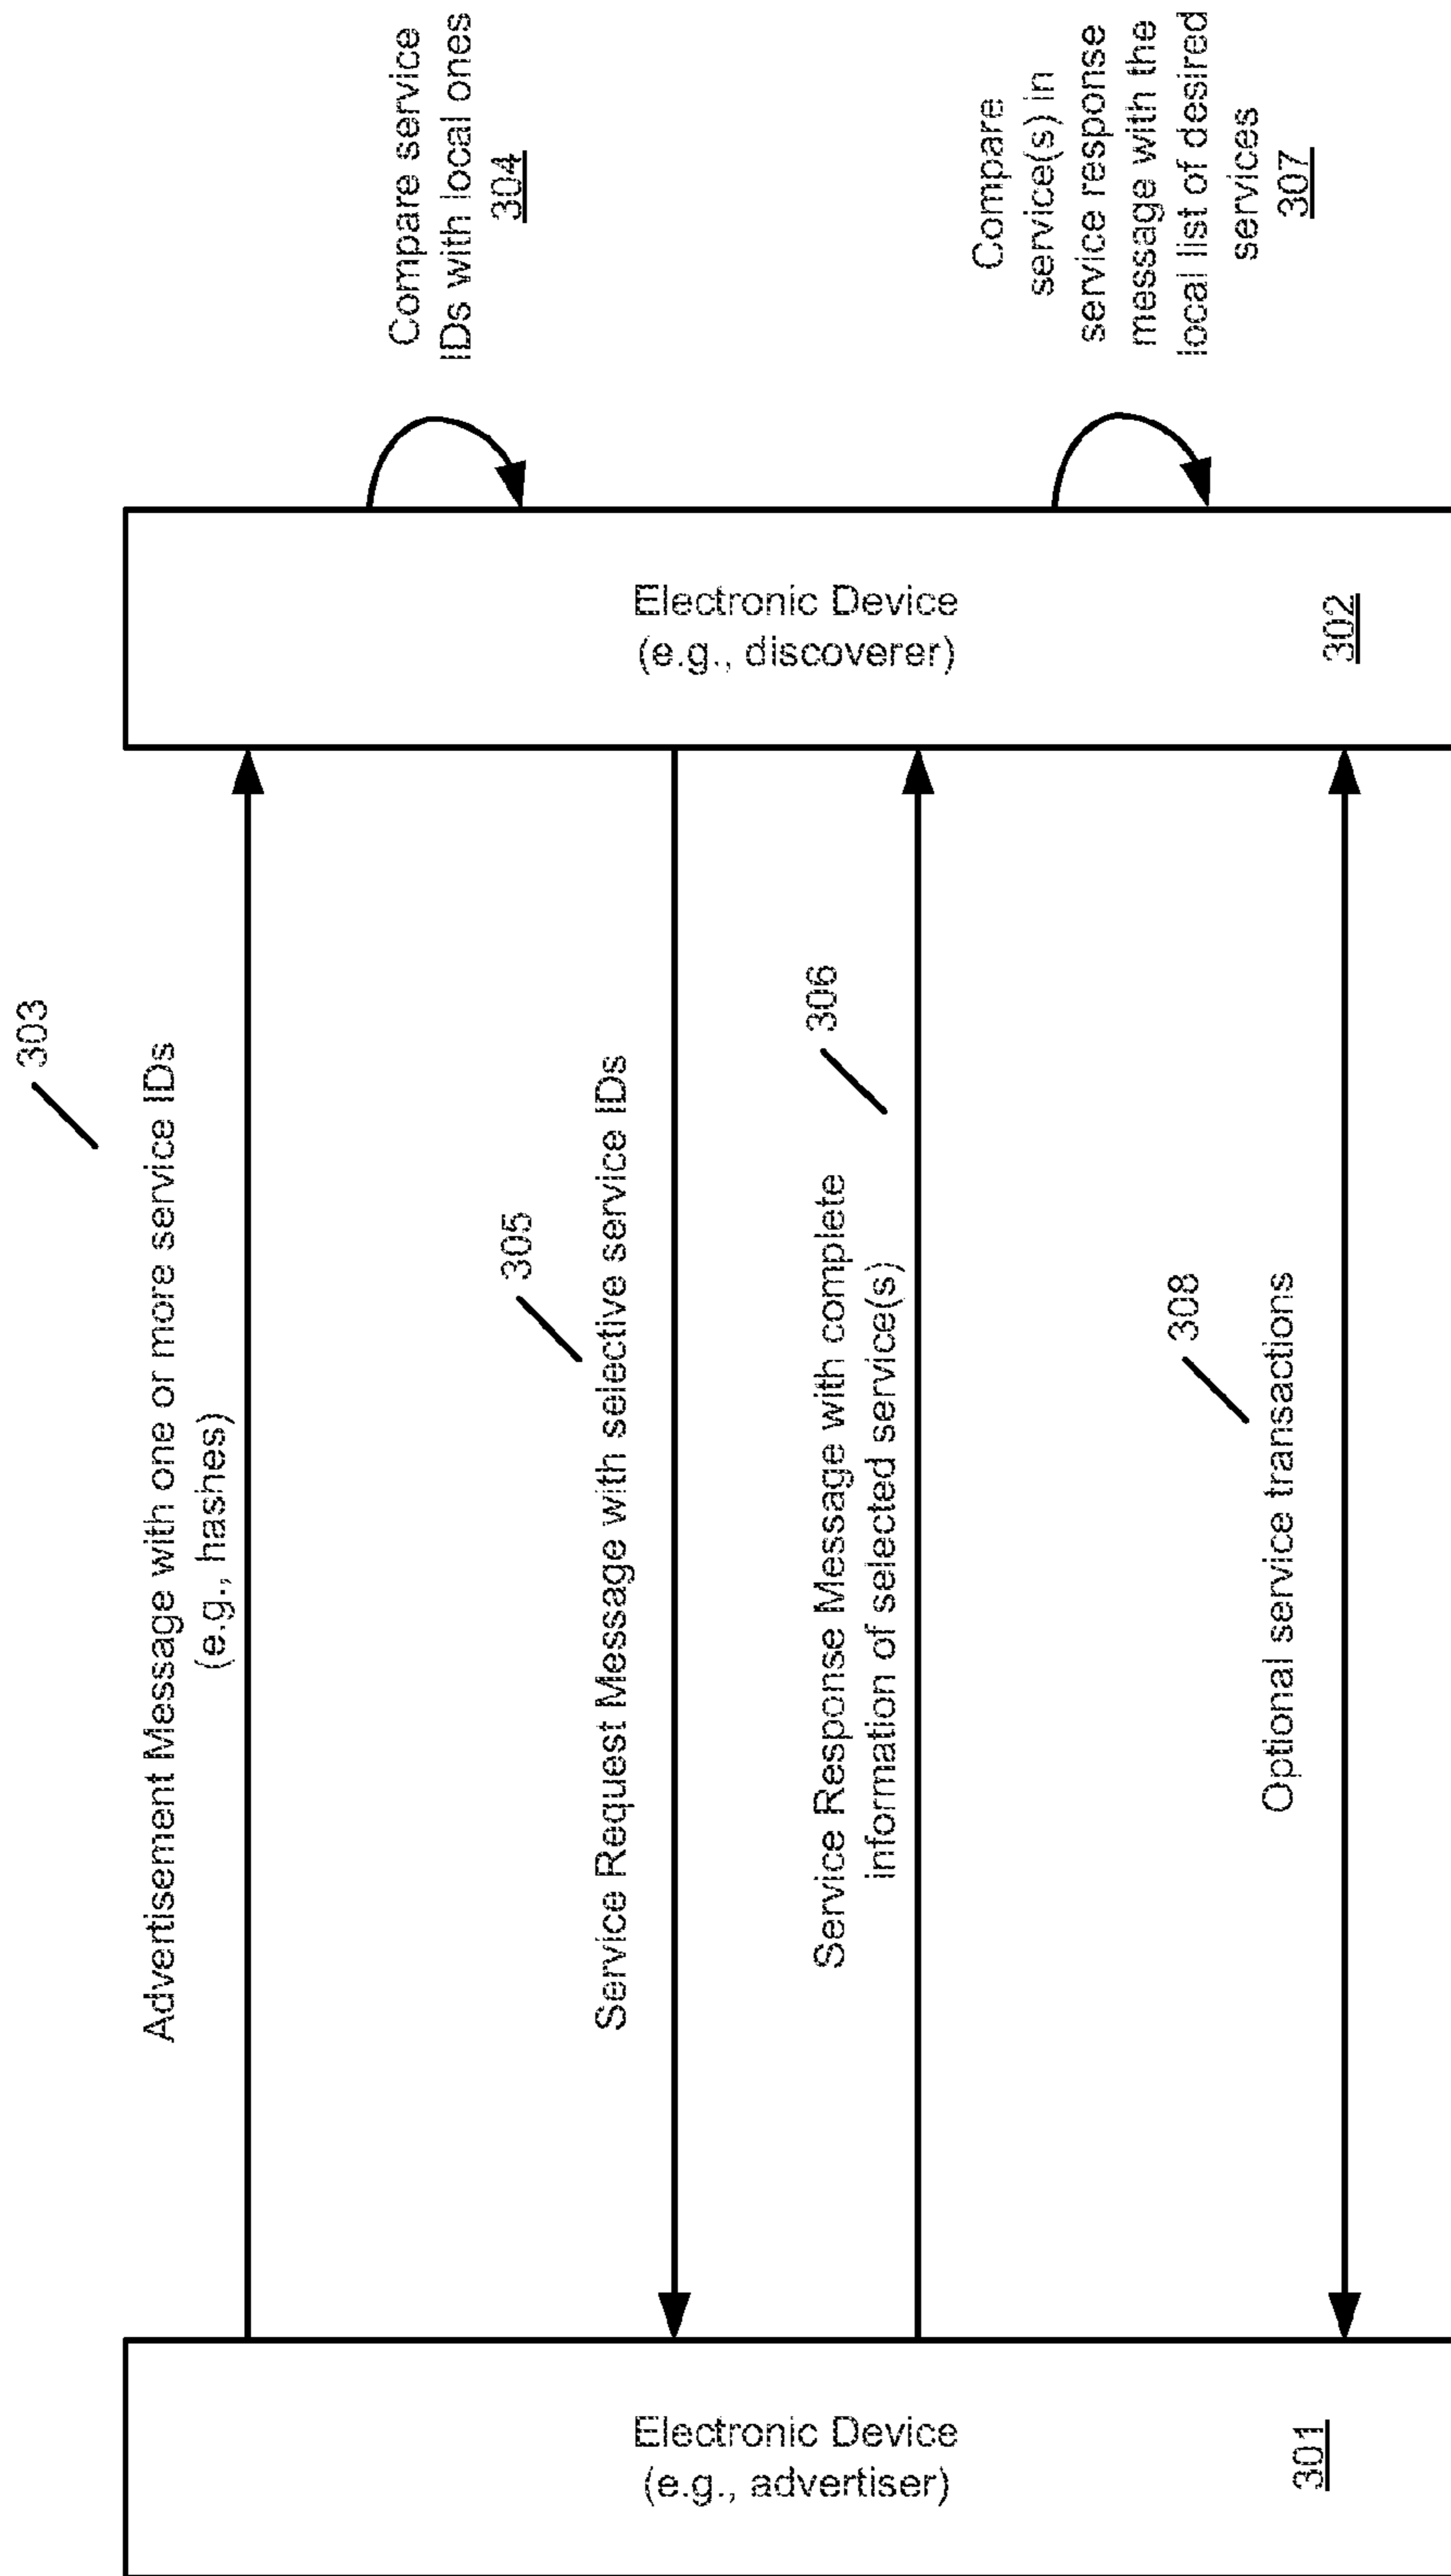 303
Advertisement Message with one or more service IDs
(e.g., hashes)
Compare service
IDs with local ones
304
305
Service Request Message with selective service IDs
306
Service Response Message with complete
information of selected service(s)
Compare
service(s) in
service response
message with the
local list of desired
services
307
308
Optional service transactions
Electronic Device
(e.g., advertiser)
301
Electronic Device
(e.g., discoverer)
302